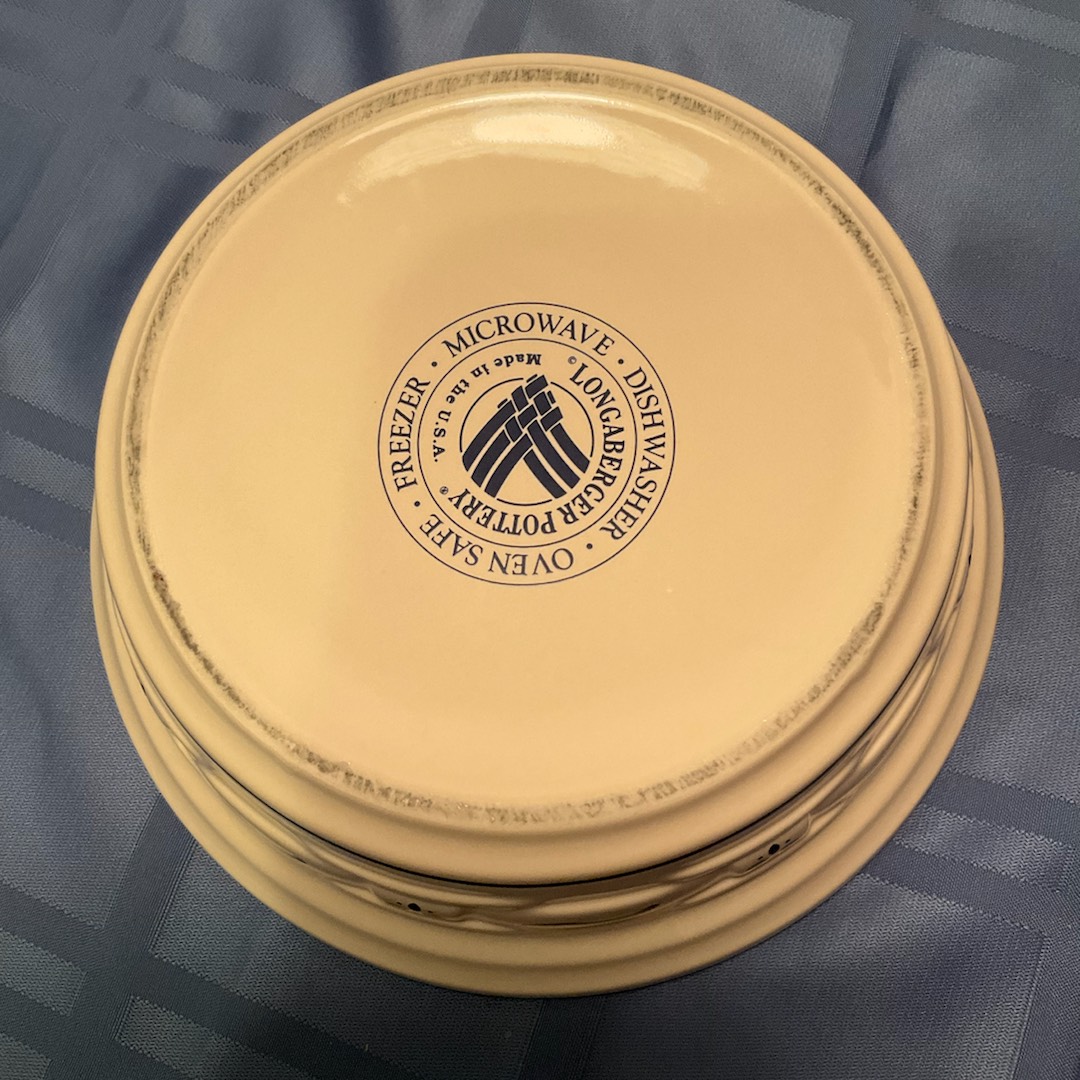 FREEZER • MICROWAVE • DISHWASHER • OVEN SAFE •
LONGABERGER POTTERY®
Made in the U.S.A. ©